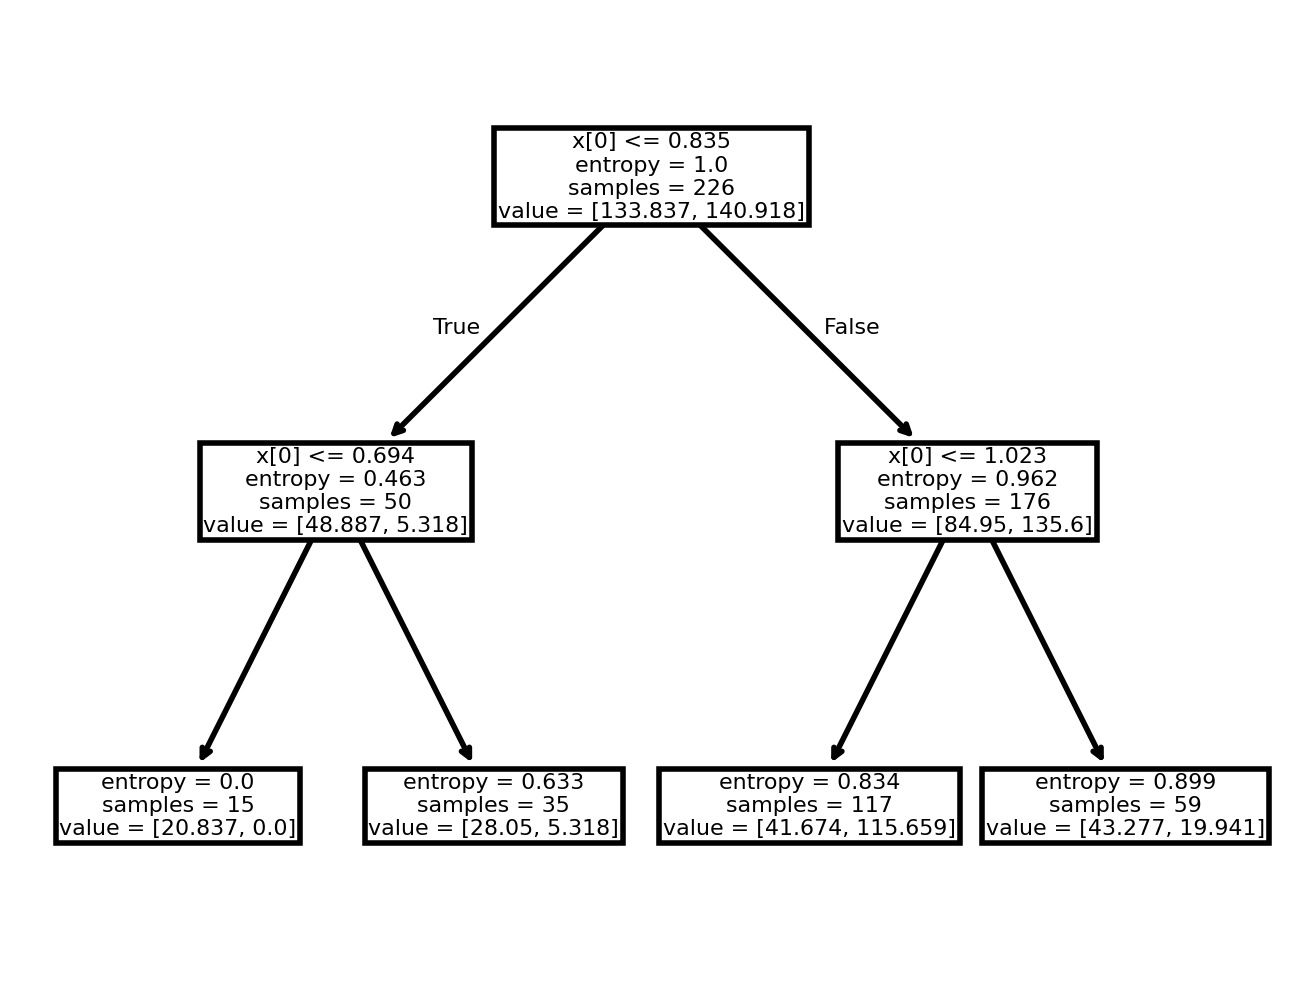 x[0] <= 0.835
entropy = 1.0
samples = 226
value = [133.837, 140.918]
True
False
x[0] <= 0.694
entropy = 0.463
samples = 50
value = [48.887, 5.318]
x[0] <= 1.023
entropy = 0.962
samples = 176
value = [84.95, 135.6]
entropy = 0.0
samples = 15
value = [20.837, 0.0]
entropy = 0.633
samples = 35
value = [28.05, 5.318]
entropy = 0.834
samples = 117
value = [41.674, 115.659]
entropy = 0.899
samples = 59
value = [43.277, 19.941]